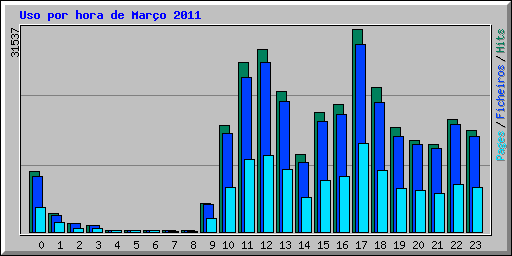 Uso por hora de Março 2011
31537
Pages / Ficheiros / Hits
0 1 2 3 4 5 6 7 8 9 10 11 12 13 14 15 16 17 18 19 20 21 22 23